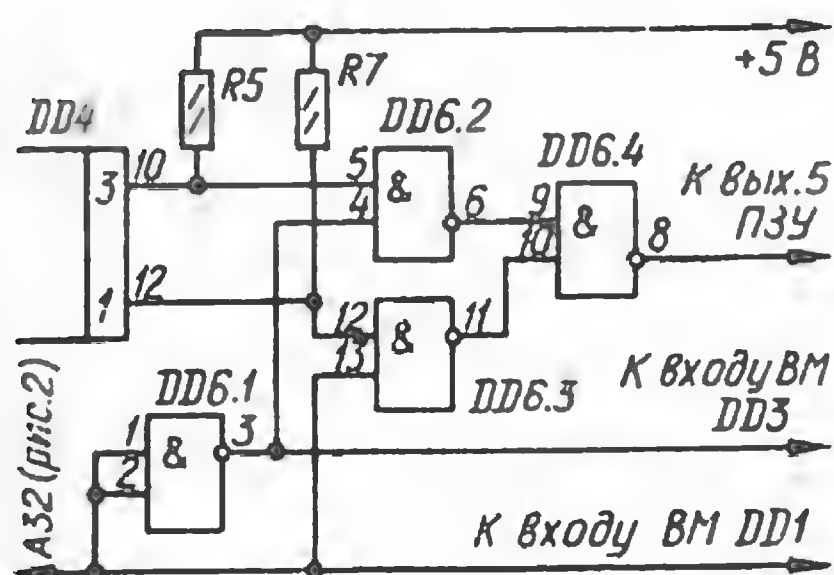 +5 В
R5
R7
DD4
DD6.2
DD6.4
3
10
5
4
&
6
9
10
&
8
К вых.5
ПЗУ
1
12
12
13
&
11
DD6.3
К входу ВМ
DD3
DD6.1
1
2
&
3
А32 (рис.2)
К входу ВМ DD1